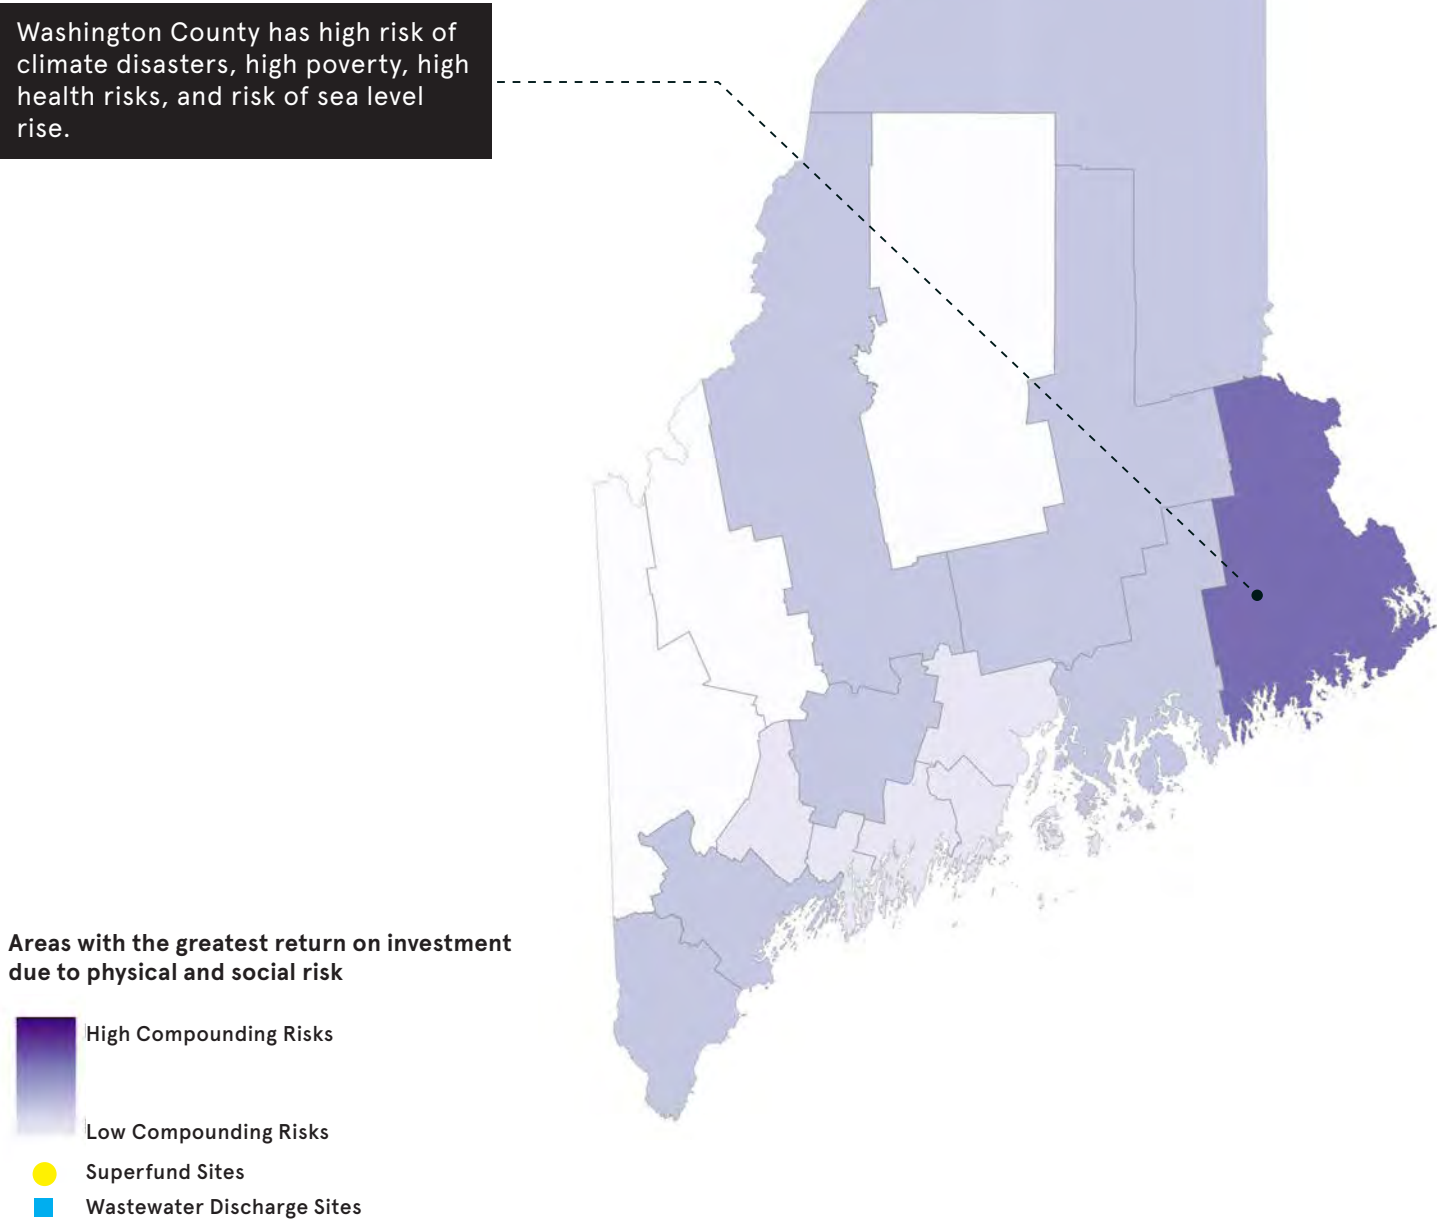 Washington County has high risk of
climate disasters, high poverty, high
health risks, and risk of sea level
rise.
Areas with the greatest return on investment
due to physical and social risk
High Compounding Risks
Low Compounding Risks
Superfund Sites
Wastewater Discharge Sites